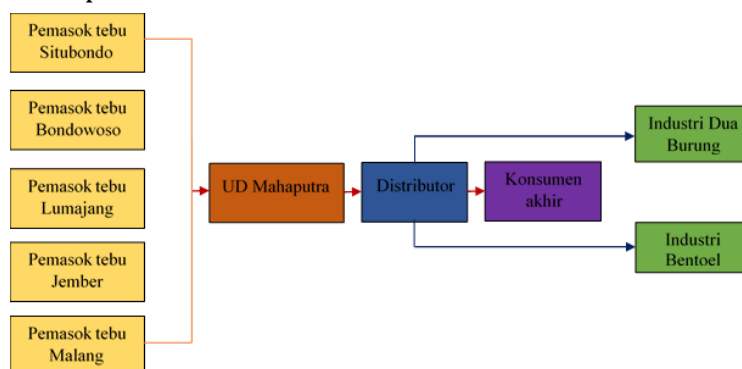 Pemasok tebu
Situbondo
Pemasok tebu
Bondowoso
Pemasok tebu
Lumajang
Pemasok tebu
Jember
Pemasok tebu
Malang
UD Mahaputra
Distributor
Konsumen
akhir
Industri Dua
Burung
Industri
Bentoel